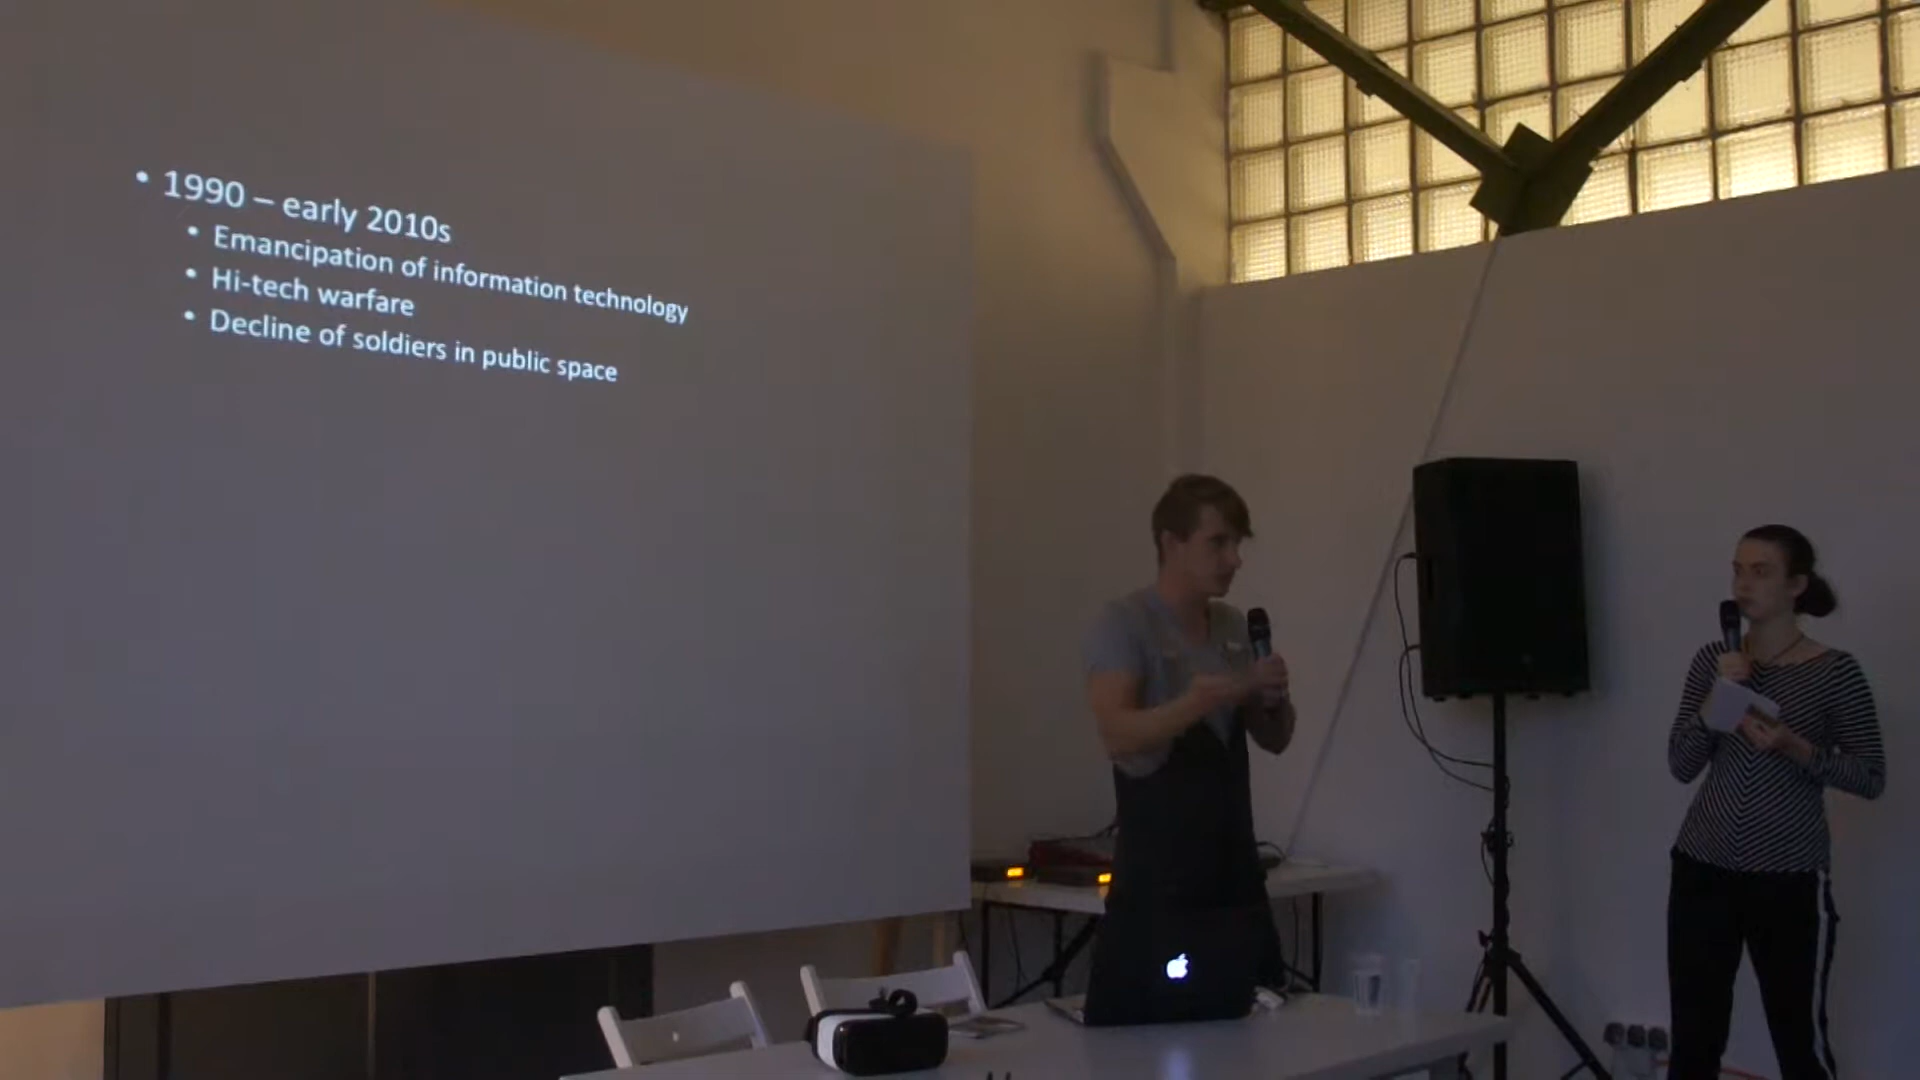 • 1990 – early 2010s
• Emancipation of information technology
• Hi-tech warfare
• Decline of soldiers in public space